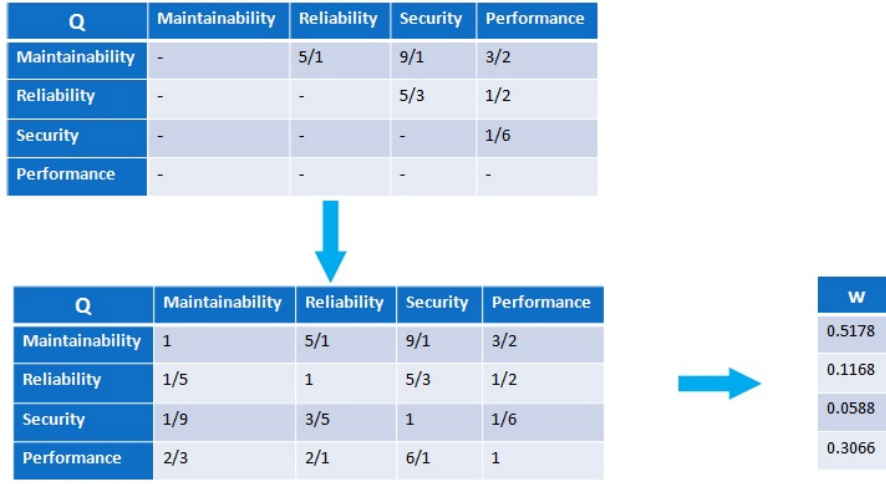 Q Maintainability Reliability Security Performance
Maintainability - 5/1 9/1 3/2
Reliability - - 5/3 1/2
Security - - - 1/6
Performance - - - -
Q Maintainability Reliability Security Performance
Maintainability 1 5/1 9/1 3/2
Reliability 1/5 1 5/3 1/2
Security 1/9 3/5 1 1/6
Performance 2/3 2/1 6/1 1
W
0.5178
0.1168
0.0588
0.3066